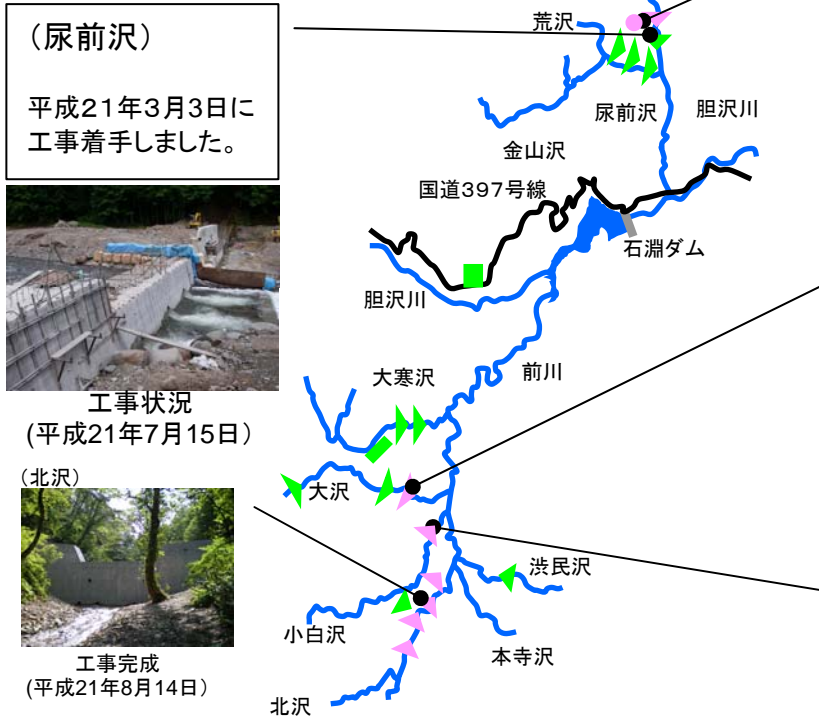 （尿前沢）
平成２１年３月３日に
工事着手しました。
工事状況
(平成21年7月15日）
（北沢）
工事完成
(平成21年8月14日）
荒沢
尿前沢
胆沢川
金山沢
国道３９７号線
石淵ダム
胆沢川
前川
大寒沢
大沢
渋民沢
小白沢
本寺沢
北沢